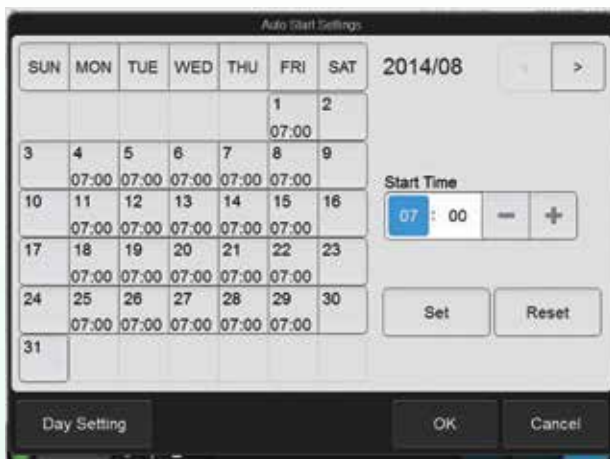 Auto Start Settings
SUN MON TUE WED THU FRI SAT 2014/08 >
1 2
07:00
3 4 5 6 7 8 9
07:00 07:00 07:00 07:00 07:00
Start Time
10 11 12 13 14 15 16
07:00 07:00 07:00 07:00 07:00
07 : 00 − +
17 18 19 20 21 22 23
07:00 07:00 07:00 07:00 07:00
24 25 26 27 28 29 30
07:00 07:00 07:00 07:00 07:00
Set Reset
31
Day Setting OK Cancel